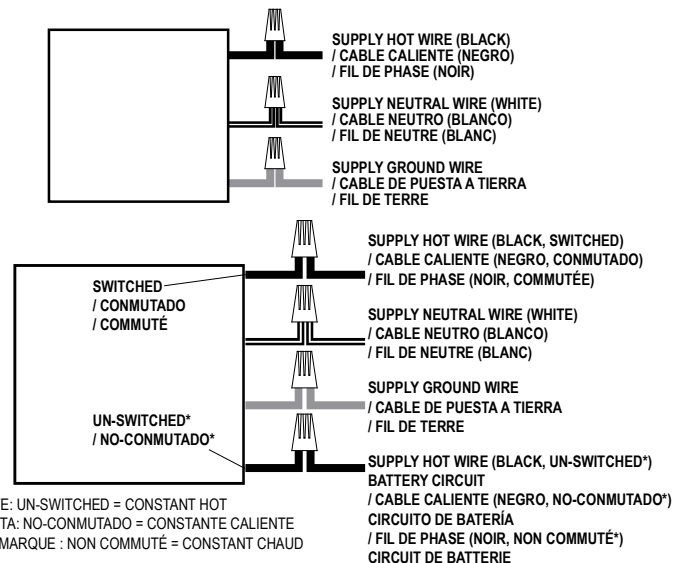 SUPPLY HOT WIRE (BLACK)
/ CABLE CALIENTE (NEGRO)
/ FIL DE PHASE (NOIR)
SUPPLY NEUTRAL WIRE (WHITE)
/ CABLE NEUTRO (BLANCO)
/ FIL DE NEUTRE (BLANC)
SUPPLY GROUND WIRE
/ CABLE DE PUESTA A TIERRA
/ FIL DE TERRE
SWITCHED
/ CONMUTADO
/ COMMUTÉ
UN-SWITCHED*
/ NO-CONMUTADO*
SUPPLY HOT WIRE (BLACK, SWITCHED)
/ CABLE CALIENTE (NEGRO, CONMUTADO)
/ FIL DE PHASE (NOIR, COMMUTÉE)
SUPPLY NEUTRAL WIRE (WHITE)
/ CABLE NEUTRO (BLANCO)
/ FIL DE NEUTRE (BLANC)
SUPPLY GROUND WIRE
/ CABLE DE PUESTA A TIERRA
/ FIL DE TERRE
SUPPLY HOT WIRE (BLACK, UN-SWITCHED*)
BATTERY CIRCUIT
/ CABLE CALIENTE (NEGRO, NO-CONMUTADO*)
CIRCUITO DE BATERÍA
/ FIL DE PHASE (NOIR, NON COMMUTÉ*)
CIRCUIT DE BATTERIE
E: UN-SWITCHED = CONSTANT HOT
TA: NO-CONMUTADO = CONSTANTE CALIENTE
MARQUE : NON COMMUTÉ = CONSTANT CHAUD